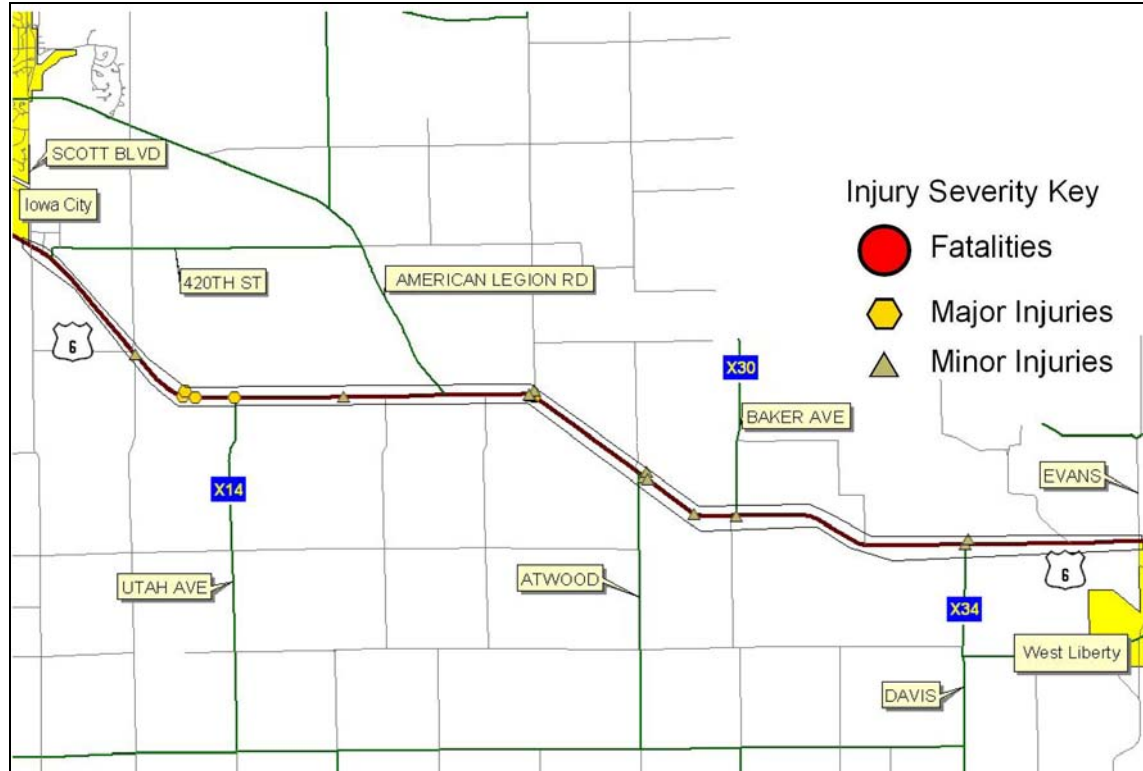 SCOTT BLVD
Iowa City
420TH ST
AMERICAN LEGION RD
Injury Severity Key
Fatalities
Major Injuries
Minor Injuries
6
X30
BAKER AVE
EVANS
X14
UTAH AVE
ATWOOD
6
X34
West Liberty
DAVIS